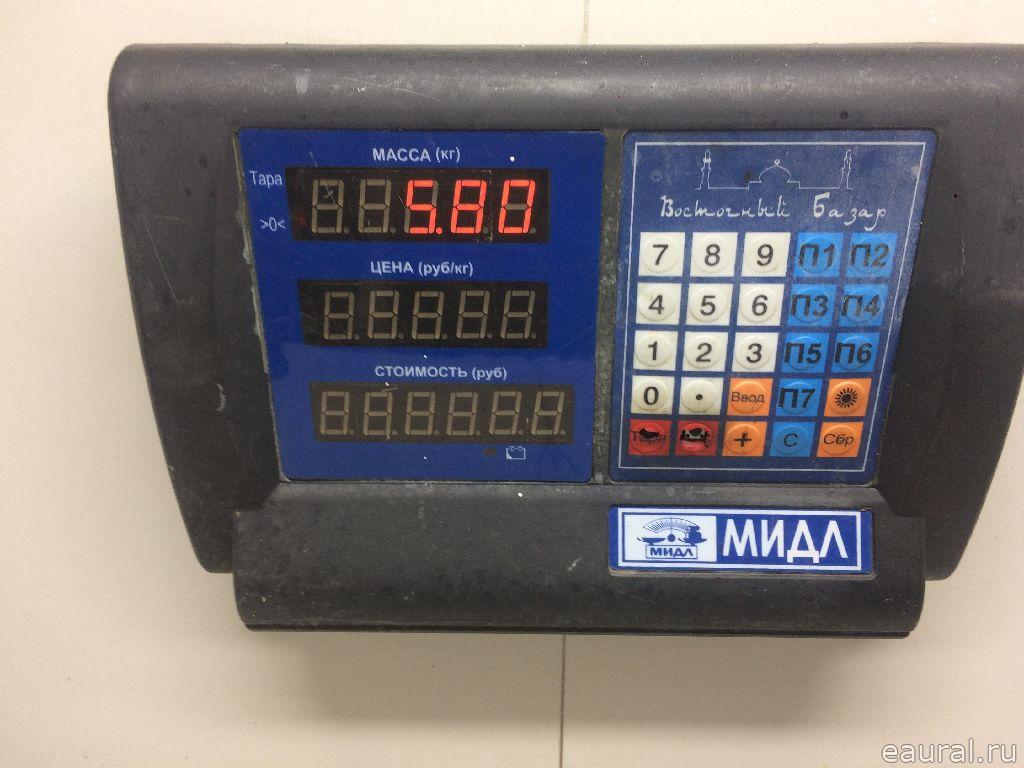 МАССА (кг)
Тара
5.80
>0<
ЦЕНА (руб/кг)
СТОИМОСТЬ (руб)
Восточный Базар
7 8 9 П1 П2
4 5 6 П3 П4
1 2 3 П5 П6
0 . Ввод П7
Тара + С Сбр
МИДЛ МИДЛ
eaural.ru